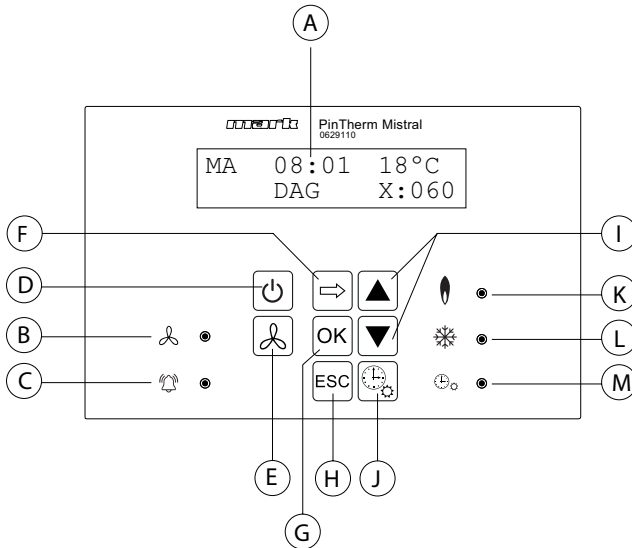 A
mark PinTherm Mistral
0629110
MA 08:01 18°C
DAG X:060
F
I
D
K
B
OK
L
C
ESC
M
E
H
J
G